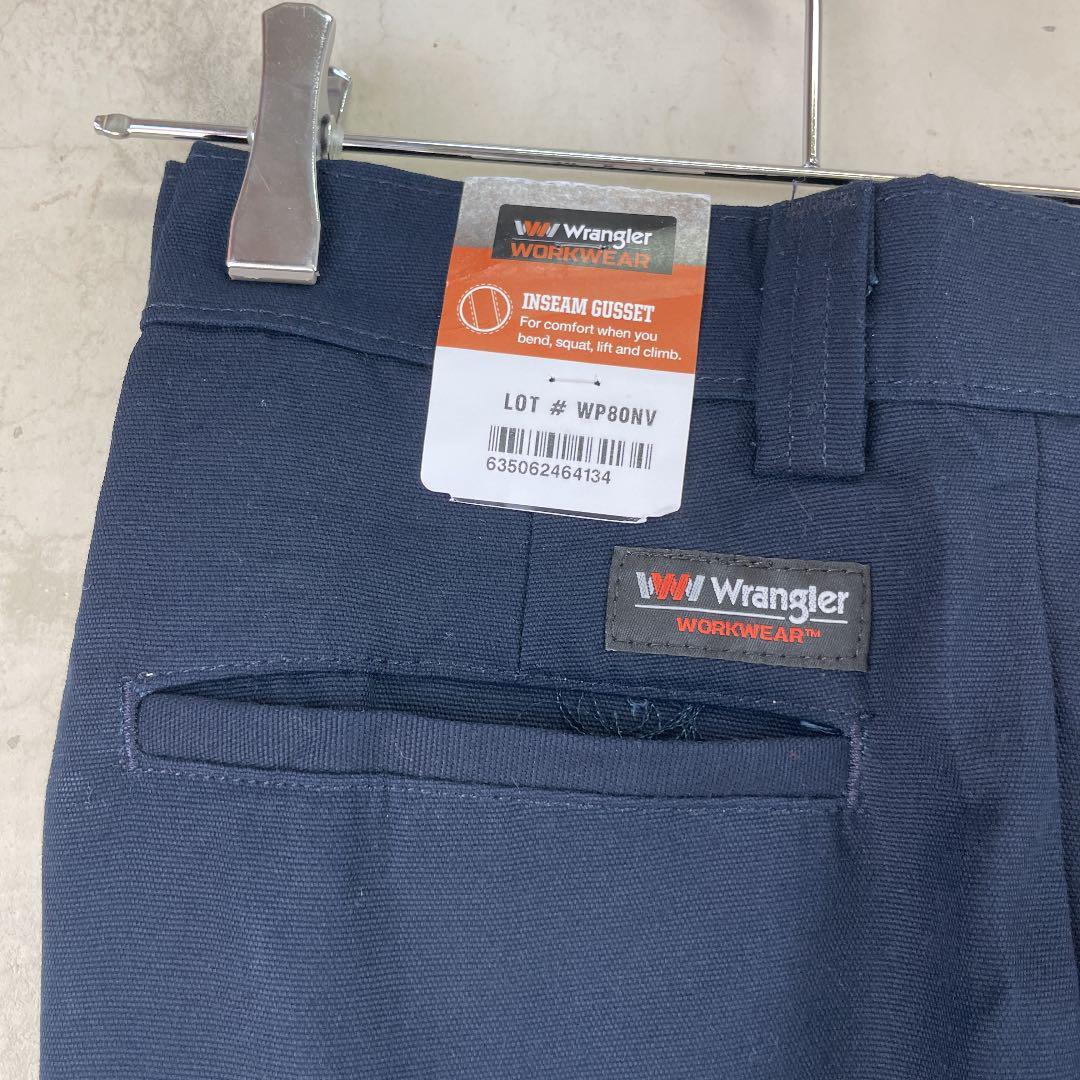 Wrangler
WORKWEAR
INSEAM GUSSET
For comfort when you
bend, squat, lift and climb.
LOT # WP80NV
635062464134
Wrangler
WORKWEAR™